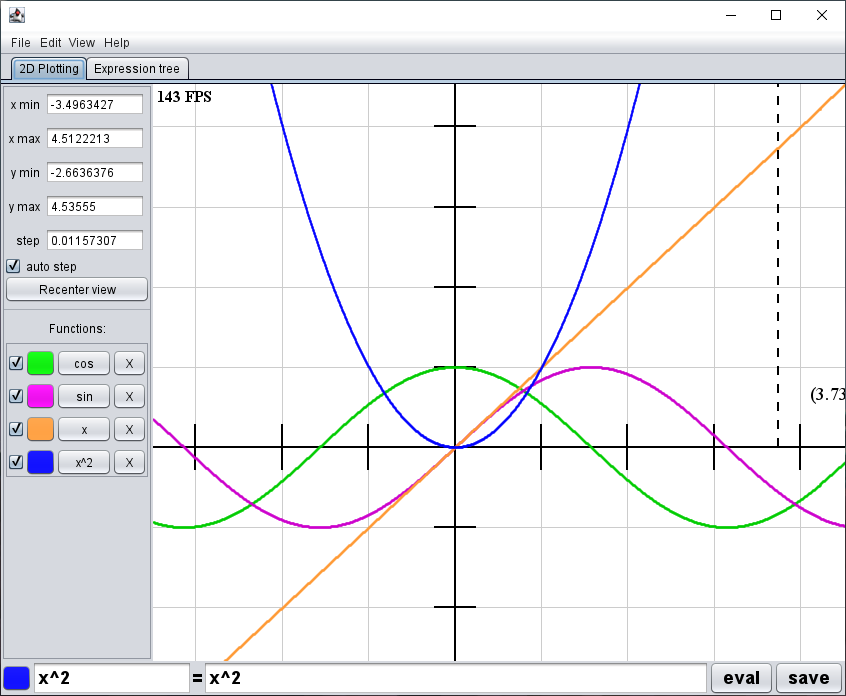 File Edit View Help
2D Plotting Expression tree
x min -3.4963427
x max 4.5122213
y min -2.6636376
y max 4.53555
step 0.01157307
auto step
Recenter view
Functions:
cos X
sin X
x X
x^2 X
143 FPS
(3.73
x^2 = x^2 eval save